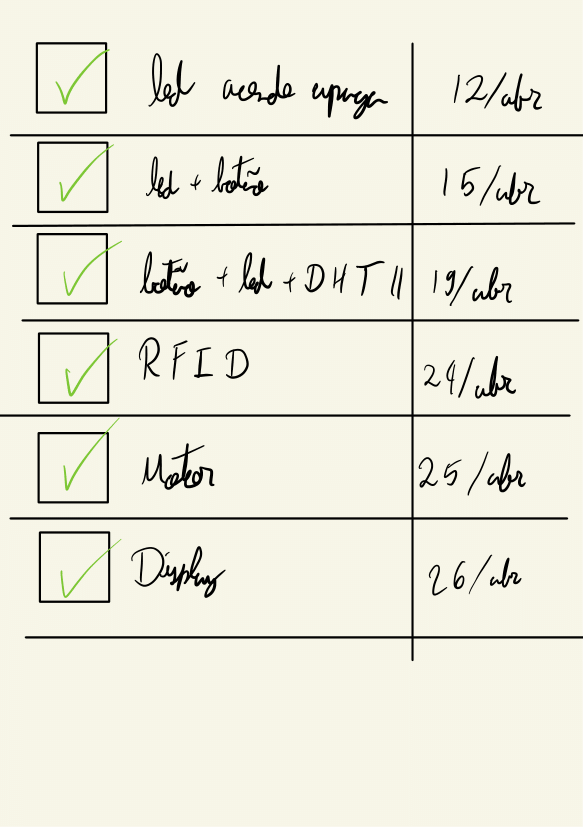 led acende apaga 12/abr
led + botão 15/abr
botão + led + DHT 11 19/abr
RFID 24/abr
Motor 25/abr
Display 26/abr